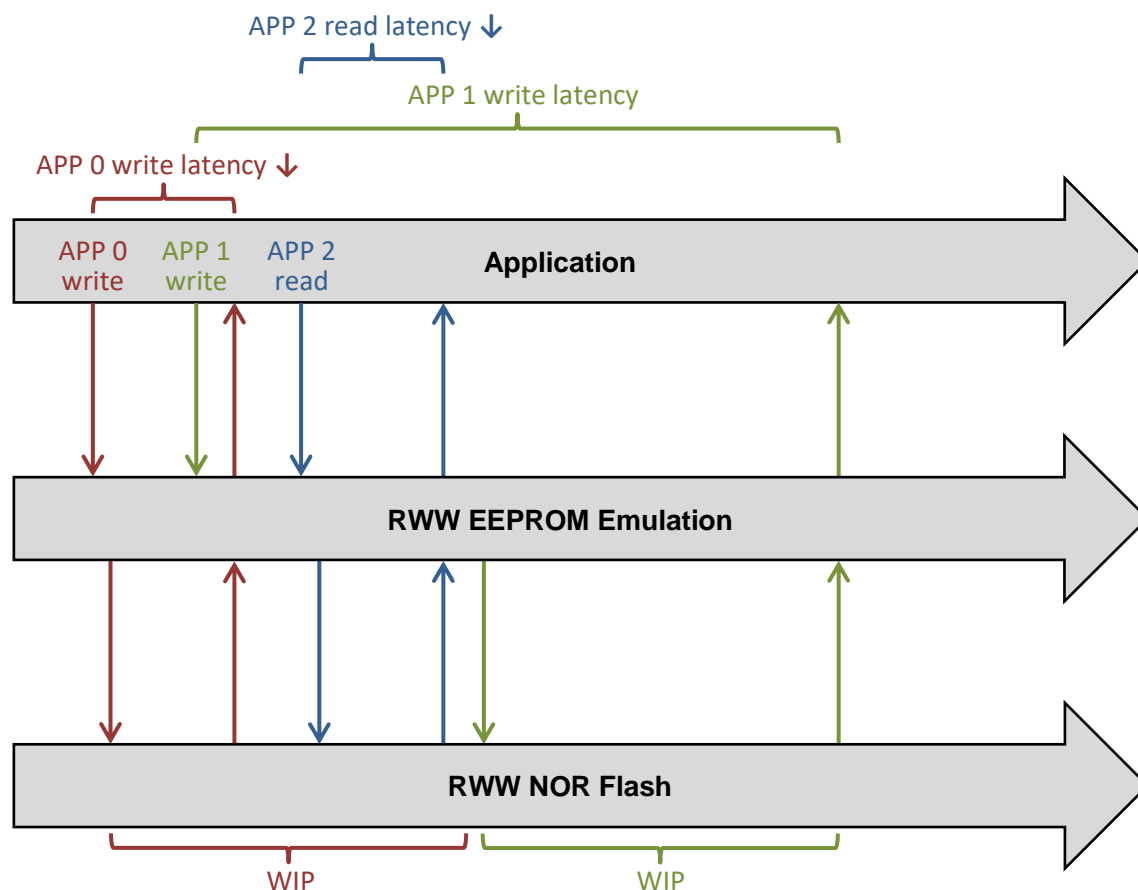 APP 2 read latency ↓
APP 1 write latency
APP 0 write latency ↓
APP 0 write
APP 1 write
APP 2 read
Application
RWW EEPROM Emulation
RWW NOR Flash
WIP
WIP